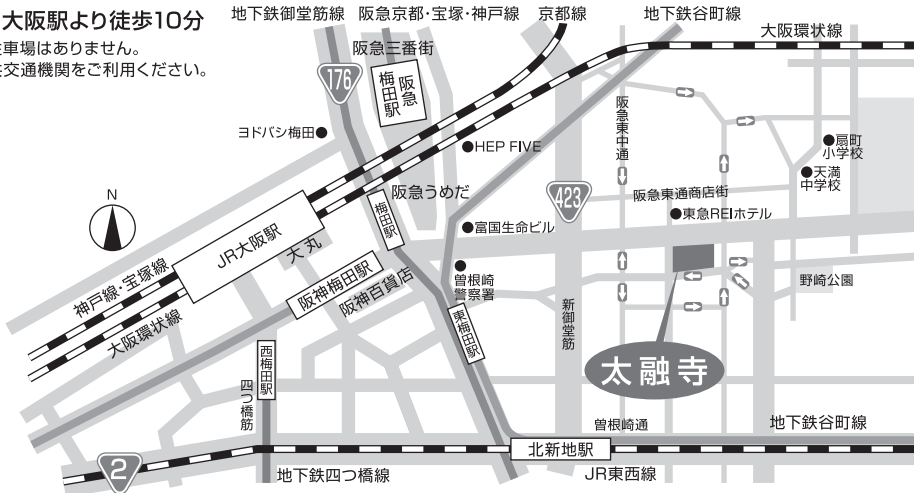 大阪駅より徒歩10分
車場はありません。
交通機関をご利用ください。
地下鉄御堂筋線
阪急京都・宝塚・神戸線
京都線
地下鉄谷町線
大阪環状線
阪急三番街
176
阪急
梅田駅
ヨドバシ梅田
HEP FIVE
阪急東中通
扇町
小学校
天満
中学校
阪急うめだ
423
阪急東通商店街
東急REIホテル
N
梅田駅
富国生命ビル
JR大阪駅
大丸
神戸線・宝塚線
大阪環状線
阪神梅田駅
阪神百貨店
曽根崎
警察署
野崎公園
新御堂筋
東梅田駅
西梅田駅
四つ橋筋
太融寺
曽根崎通
地下鉄谷町線
北新地駅
2
地下鉄四つ橋線
JR東西線